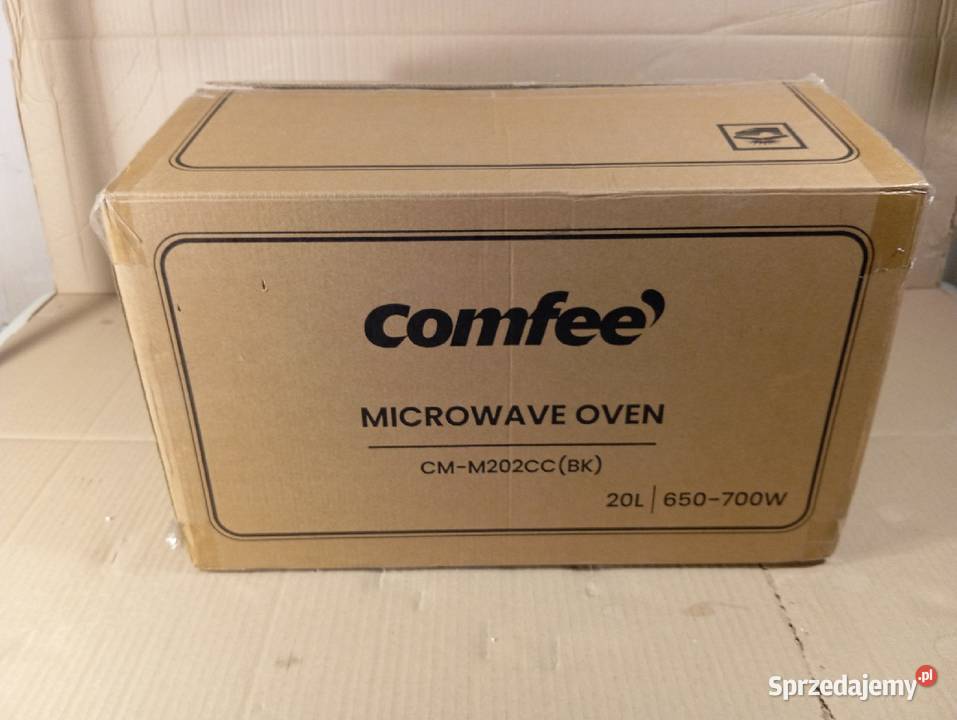 comfee'
MICROWAVE OVEN
CM-M202CC(BK)
20L | 650-700W
Sprzedajemy.pl